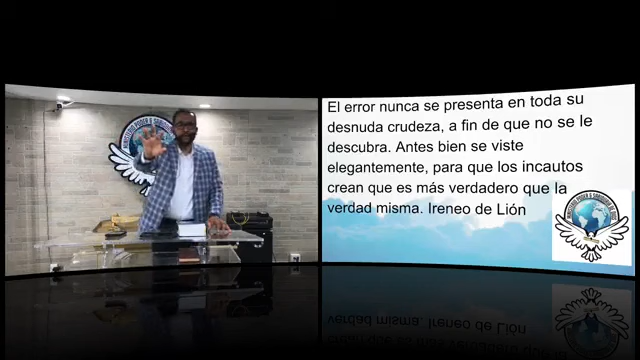 El error nunca se presenta en toda su
desnuda crudeza, a fin de que no se le
descubra. Antes bien se viste
elegantemente, para que los incautos
crean que es más verdadero que la
verdad misma. Ireneo de Lión